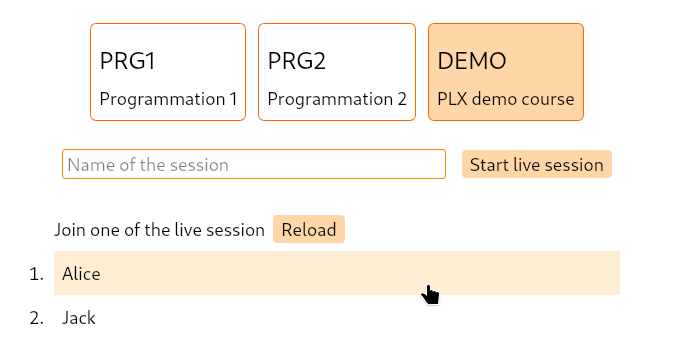 PRG1 PRG2 DEMO
Programmation 1 Programmation 2 PLX demo course
Name of the session Start live session
Join one of the live session Reload
1. Alice
2. Jack